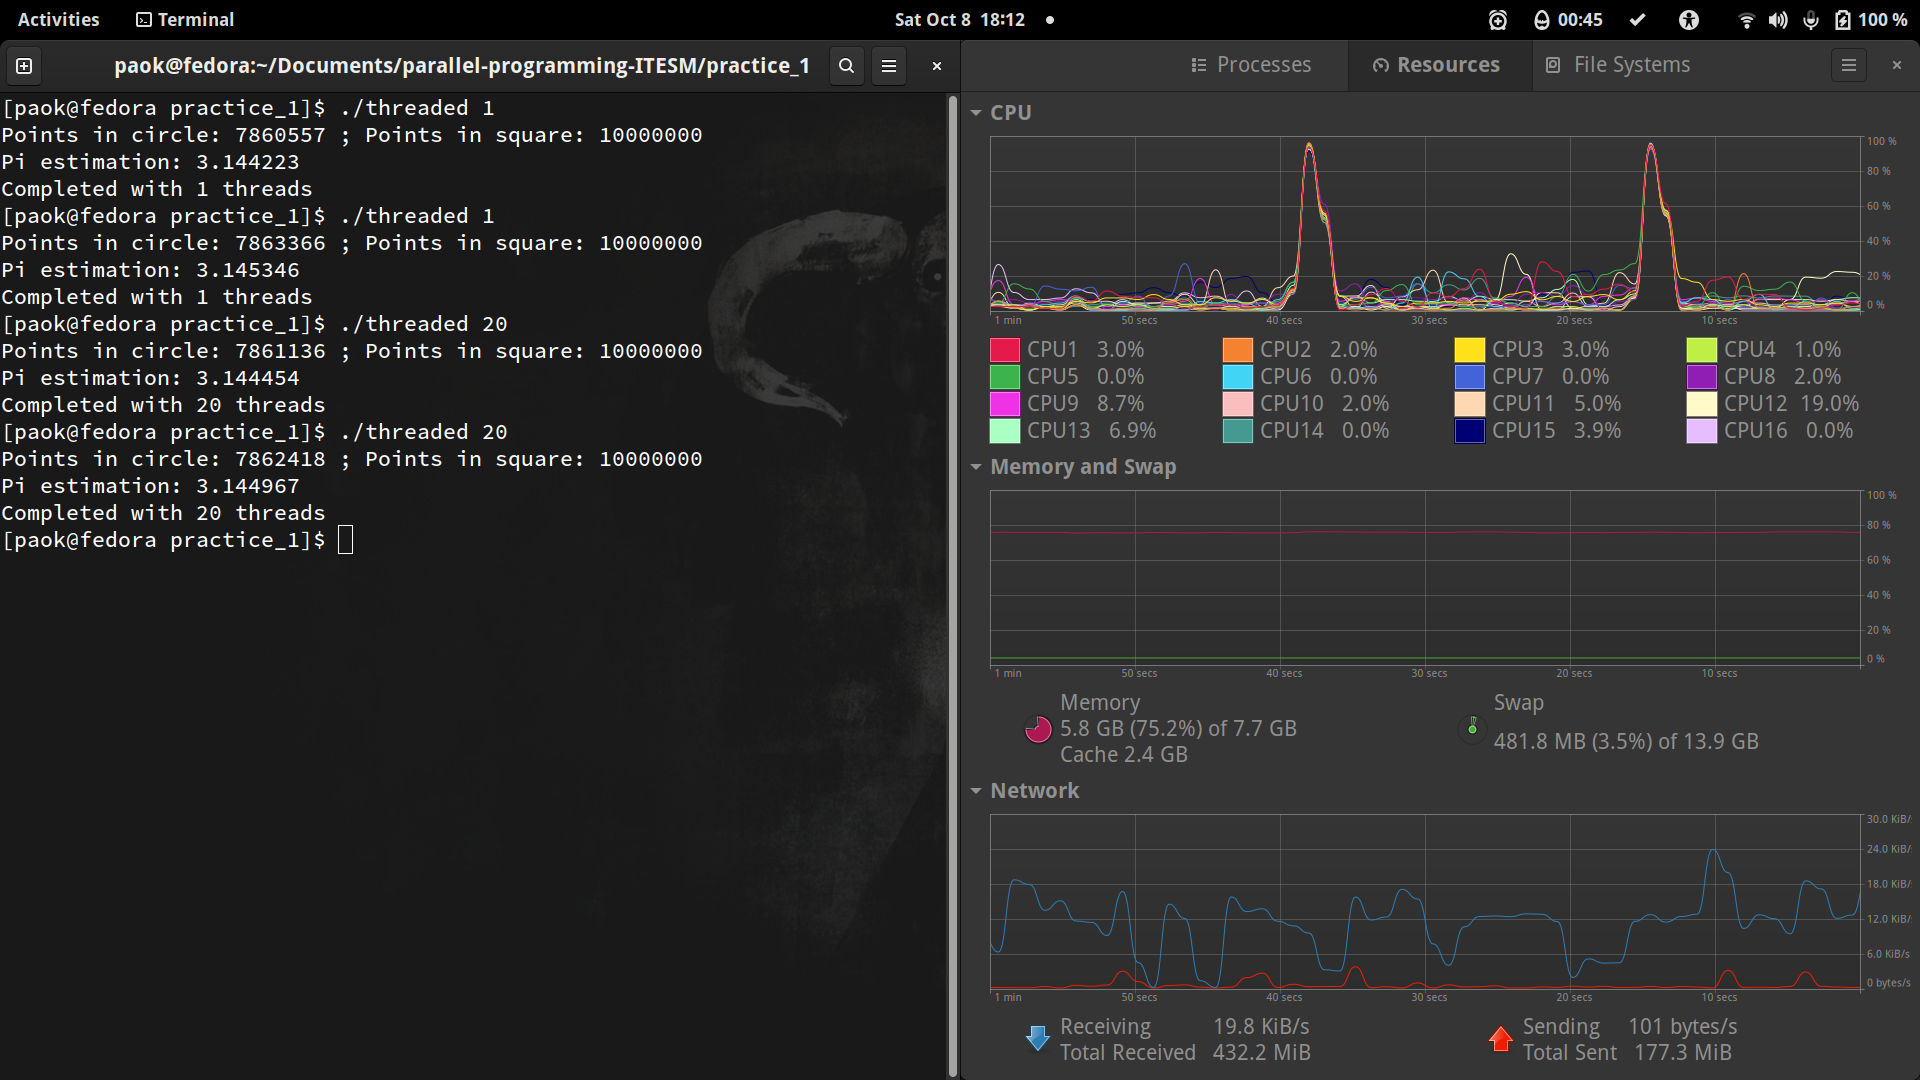 Activities Terminal Sat Oct 8 18:12 00:45 100 %
paok@fedora:~/Documents/parallel-programming-ITESM/practice_1
[paok@fedora practice_1]$ ./threaded 1
Points in circle: 7860557 ; Points in square: 10000000
Pi estimation: 3.144223
Completed with 1 threads
[paok@fedora practice_1]$ ./threaded 1
Points in circle: 7863366 ; Points in square: 10000000
Pi estimation: 3.145346
Completed with 1 threads
[paok@fedora practice_1]$ ./threaded 20
Points in circle: 7861136 ; Points in square: 10000000
Pi estimation: 3.144454
Completed with 20 threads
[paok@fedora practice_1]$ ./threaded 20
Points in circle: 7862418 ; Points in square: 10000000
Pi estimation: 3.144967
Completed with 20 threads
[paok@fedora practice_1]$
Processes Resources File Systems
CPU
100 %
80 %
60 %
40 %
20 %
0 %
1 min 50 secs 40 secs 30 secs 20 secs 10 secs
CPU1 3.0% CPU2 2.0% CPU3 3.0% CPU4 1.0%
CPU5 0.0% CPU6 0.0% CPU7 0.0% CPU8 2.0%
CPU9 8.7% CPU10 2.0% CPU11 5.0% CPU12 19.0%
CPU13 6.9% CPU14 0.0% CPU15 3.9% CPU16 0.0%
Memory and Swap
100 %
80 %
60 %
40 %
20 %
0 %
1 min 50 secs 40 secs 30 secs 20 secs 10 secs
Memory
5.8 GB (75.2%) of 7.7 GB
Cache 2.4 GB
Swap
481.8 MB (3.5%) of 13.9 GB
Network
30.0 KiB/
24.0 KiB/
18.0 KiB/
12.0 KiB/
6.0 KiB/s
0 bytes/s
1 min 50 secs 40 secs 30 secs 20 secs 10 secs
Receiving 19.8 KiB/s
Total Received 432.2 MiB
Sending 101 bytes/s
Total Sent 177.3 MiB